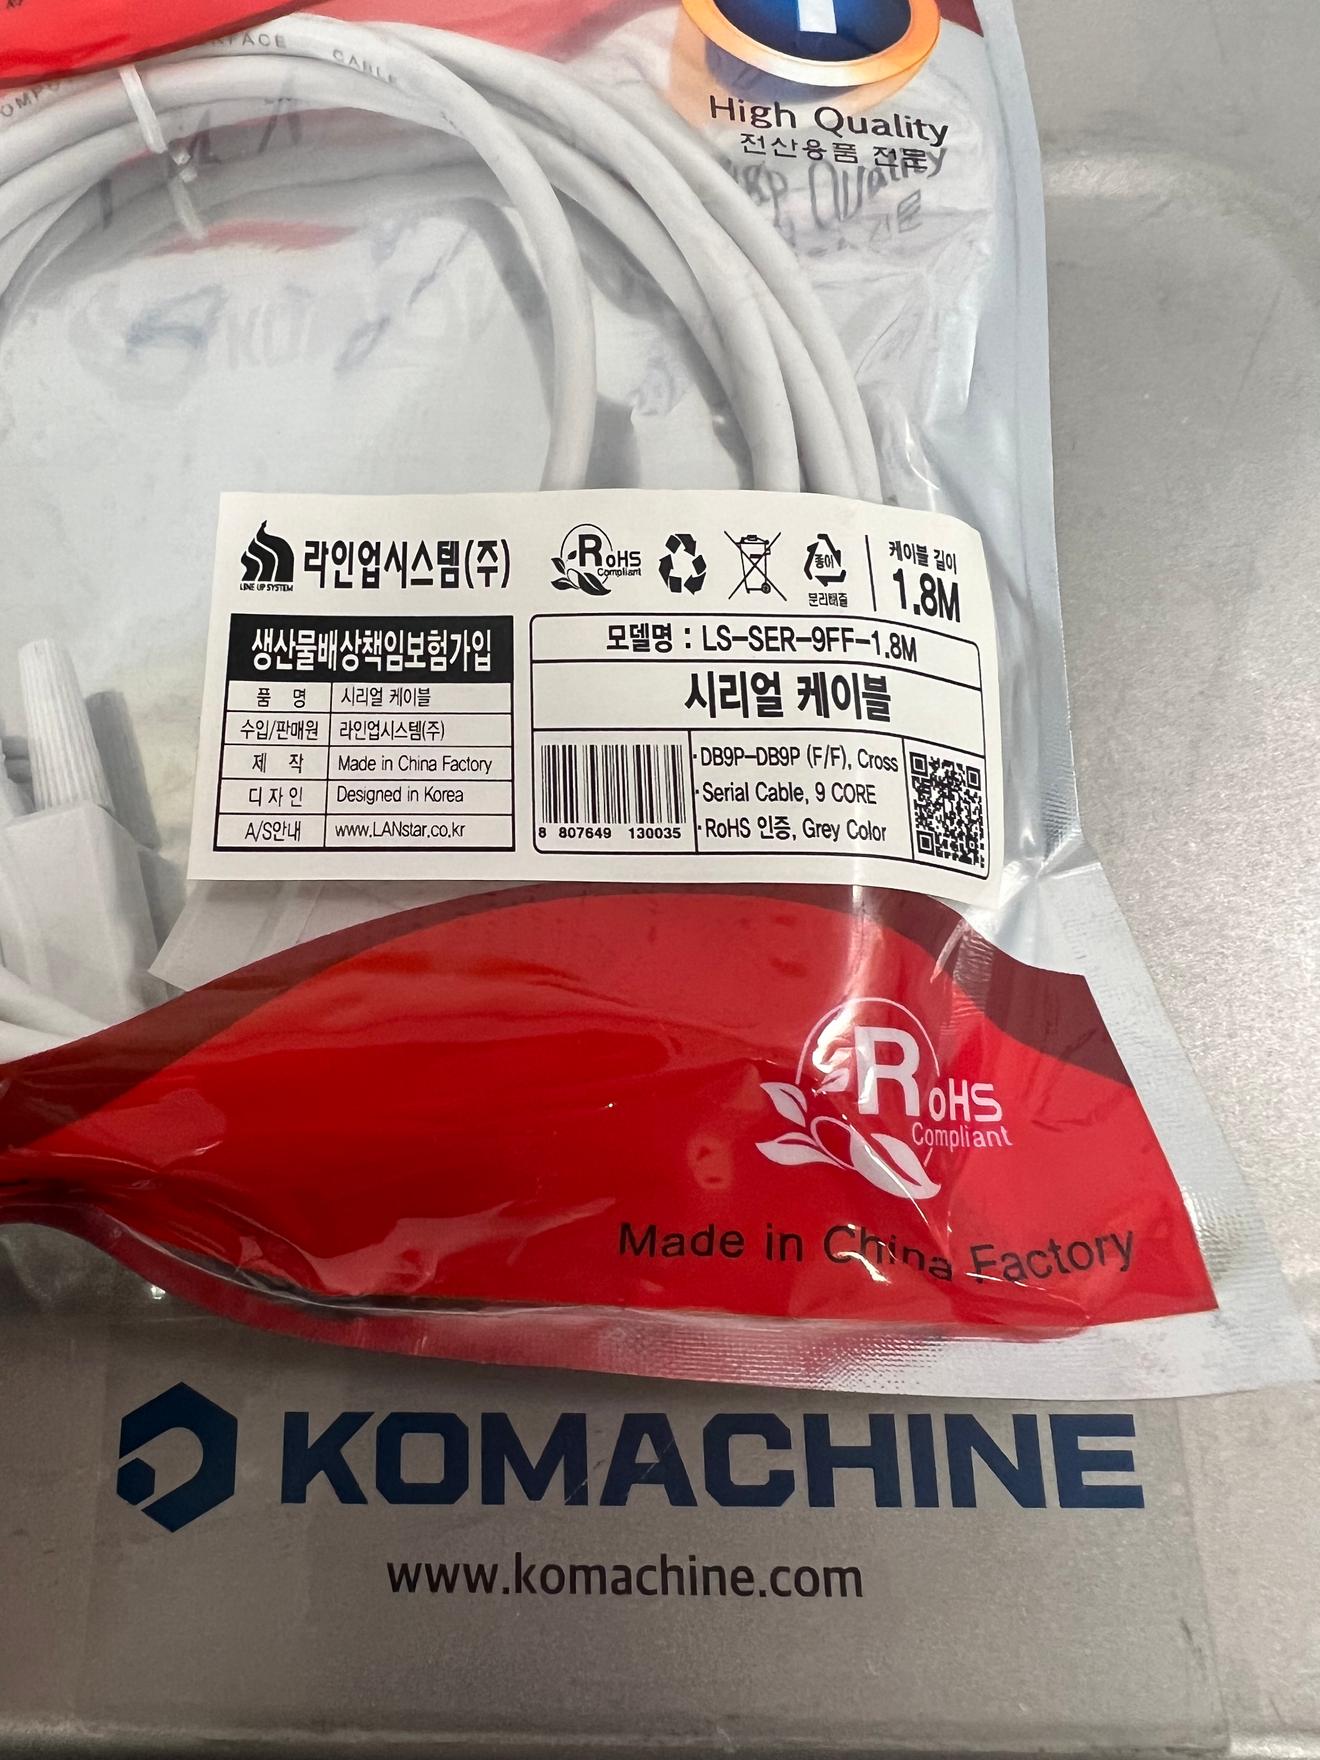 RFACE CABLE
High Quality
전산용품 전문
LINE UP SYSTEM
라인업시스템(주)
RoHS
Compliant
종이
분리배출
케이블 길이
1.8M
생산물배상책임보험가입
품 명 시리얼 케이블
수입/판매원 라인업시스템(주)
제 작 Made in China Factory
디자인 Designed in Korea
A/S안내 www.LANstar.co.kr
모델명 : LS-SER-9FF-1.8M
시리얼 케이블
8 807649 130035
·DB9P-DB9P (F/F), Cross
·Serial Cable, 9 CORE
·RoHS 인증, Grey Color
RoHS
Compliant
Made in China Factory
KOMACHINE
www.komachine.com